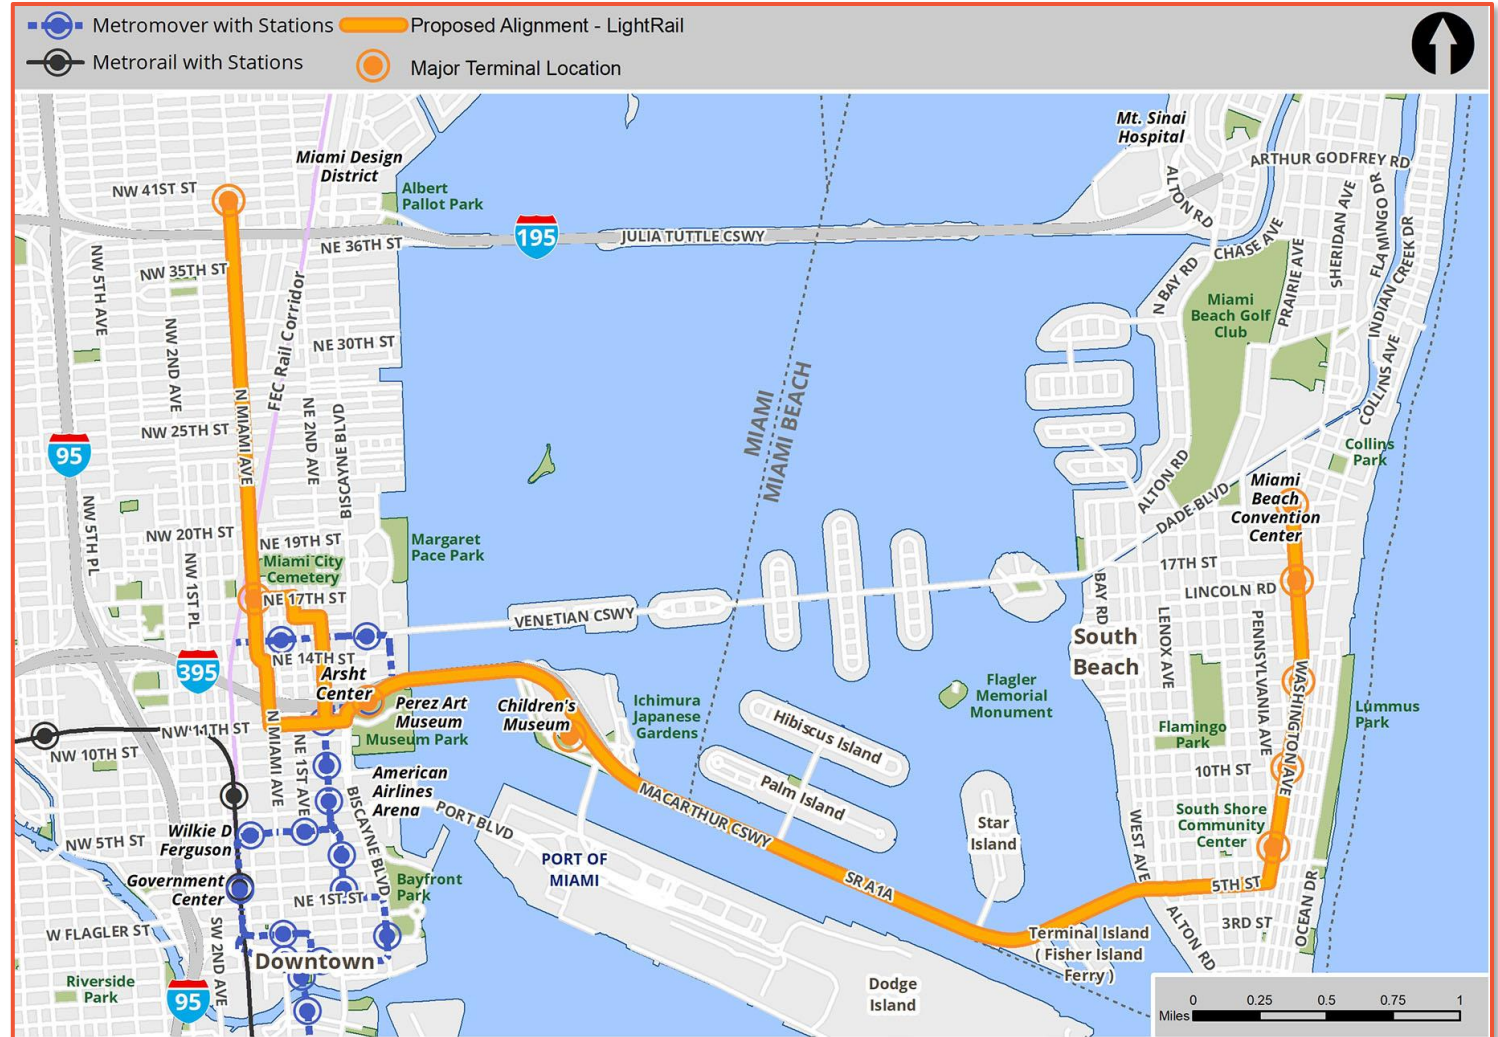 Metromover with Stations
Proposed Alignment - LightRail
Metrorail with Stations
Major Terminal Location
Mt. Sinai
Hospital
ARTHUR GODFREY RD
Miami Design
District
NW 41ST ST
Albert
Pallot Park
ALTON RD
FLAMINGO DR
SHERIDAN AVE
195
JULIA TUTTLE CSWY
NE 36TH ST
CHASE AVE
INDIAN CREEK DR
PRAIRIE AVE
N BAY RD
NW 35TH ST
NW 5TH AVE
FEC Rail Corridor
Miami
Beach Golf
Club
NW 2ND AVE
NE 30TH ST
COLLINS AVE
MIAMI
MIAMI BEACH
N MIAMI AVE
NE 2ND AVE
BISCAYNE BLVD
NW 25TH ST
95
Collins
Park
ALTON RD
DADE BLVD
Miami
Beach
Convention
Center
NW 5TH PL
NW 20TH ST
NE 19TH ST
Margaret
Pace Park
Miami City
Cemetery
17TH ST
NW 1ST PL
NE 17TH ST
BAY RD
LINCOLN RD
VENETIAN CSWY
LENOX AVE
PENNSYLVANIA AVE
South
Beach
395
NE 14TH ST
Arsht
Center
WASHINGTON AVE
Perez Art
Museum
Children's
Museum
Ichimura
Japanese
Gardens
Flagler
Memorial
Monument
Lummus
Park
Hibiscus Island
Flamingo
Park
NW 11TH ST
N MIAMI AVE
NE 1ST AVE
Museum Park
NW 10TH ST
10TH ST
American
Airlines
Arena
Palm Island
MACARTHUR CSWY
BISCAYNE BLVD
PORT BLVD
Star
Island
South Shore
Community
Center
WEST AVE
Wilkie D
Ferguson
NW 5TH ST
PORT OF
MIAMI
Government
Center
Bayfront
Park
NE 1ST ST
SR A1A
5TH ST
OCEAN DR
3RD ST
ALTON RD
W FLAGLER ST
SW 2ND AVE
Downtown
Terminal Island
( Fisher Island
Ferry )
Riverside
Park
95
Dodge
Island
0 0.25 0.5 0.75 1
Miles